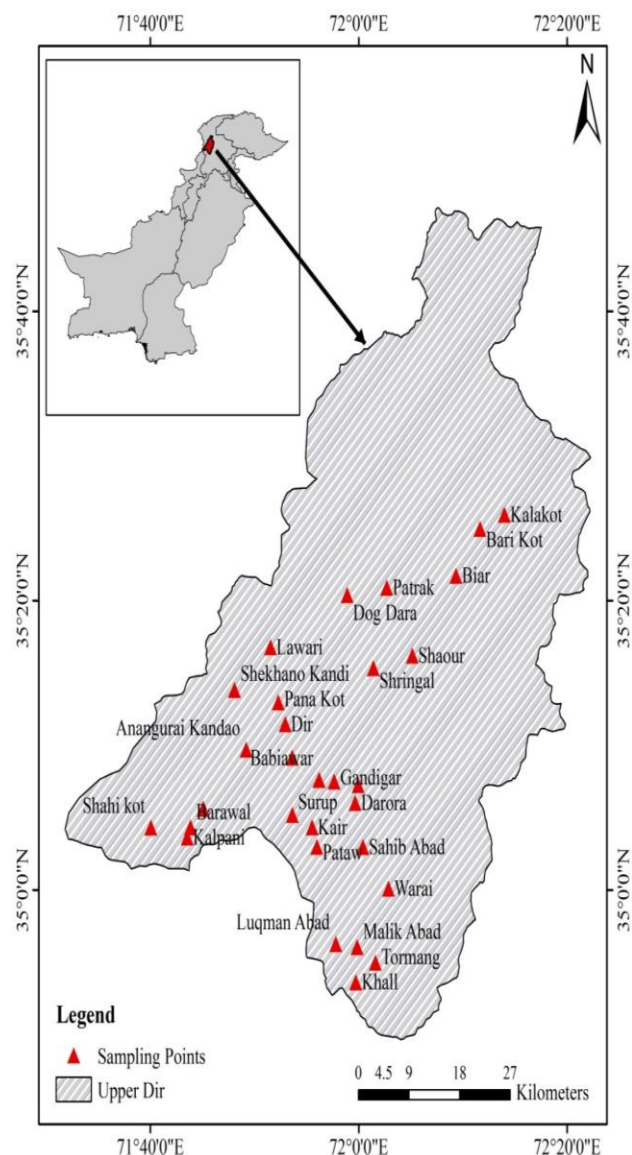 71°40'0"E 72°0'0"E 72°20'0"E
N
35°40'0"N 35°40'0"N
Kalakot
Bari Kot
Biar
Patrak
35°20'0"N 35°20'0"N
Dog Dara
Lawari
Shaour
Shekhano Kandi
Shringal
Pana Kot
Anangurai Kandao
Dir
Babiawar
Gandigar
Shahi kot
Surup
Darora
Barawal
Kair
Kalpani
Pataw
Sahib Abad
35°0'0"N 35°0'0"N
Warai
Luqman Abad
Malik Abad
Tormang
Khall
Legend
Sampling Points
Upper Dir
0 4.5 9 18 27
Kilometers
71°40'0"E 72°0'0"E 72°20'0"E